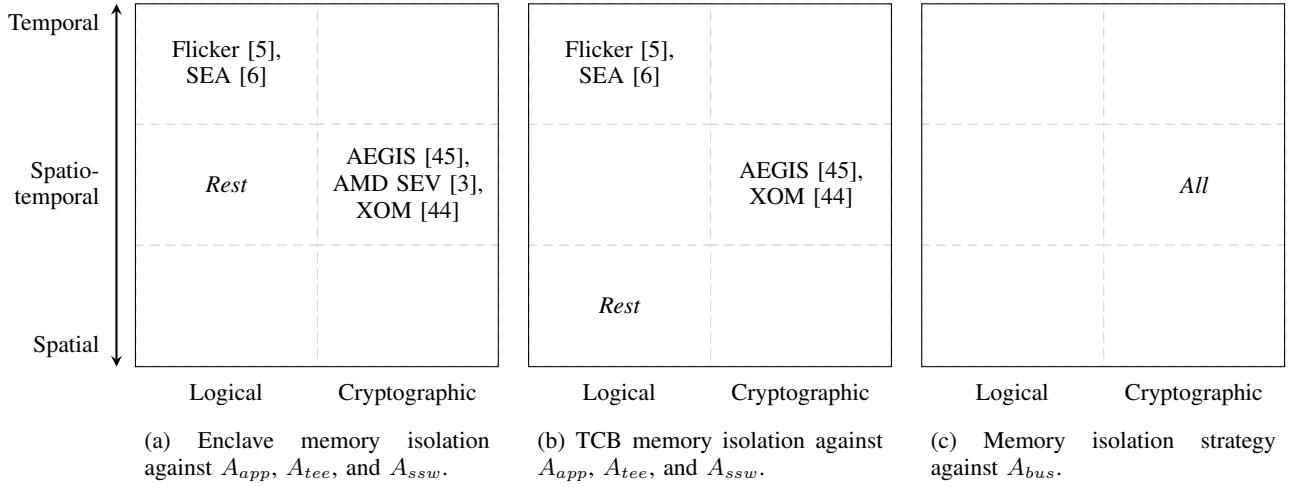 Temporal
Spatio-
temporal
Spatial
Flicker [5],
SEA [6]
Rest
AEGIS [45],
AMD SEV [3],
XOM [44]
Logical
Cryptographic
(a) Enclave memory isolation
against A_app, A_tee, and A_ssw.
Flicker [5],
SEA [6]
AEGIS [45],
XOM [44]
Rest
Logical
Cryptographic
(b) TCB memory isolation against
A_app, A_tee, and A_ssw.
All
Logical
Cryptographic
(c) Memory isolation strategy
against A_bus.